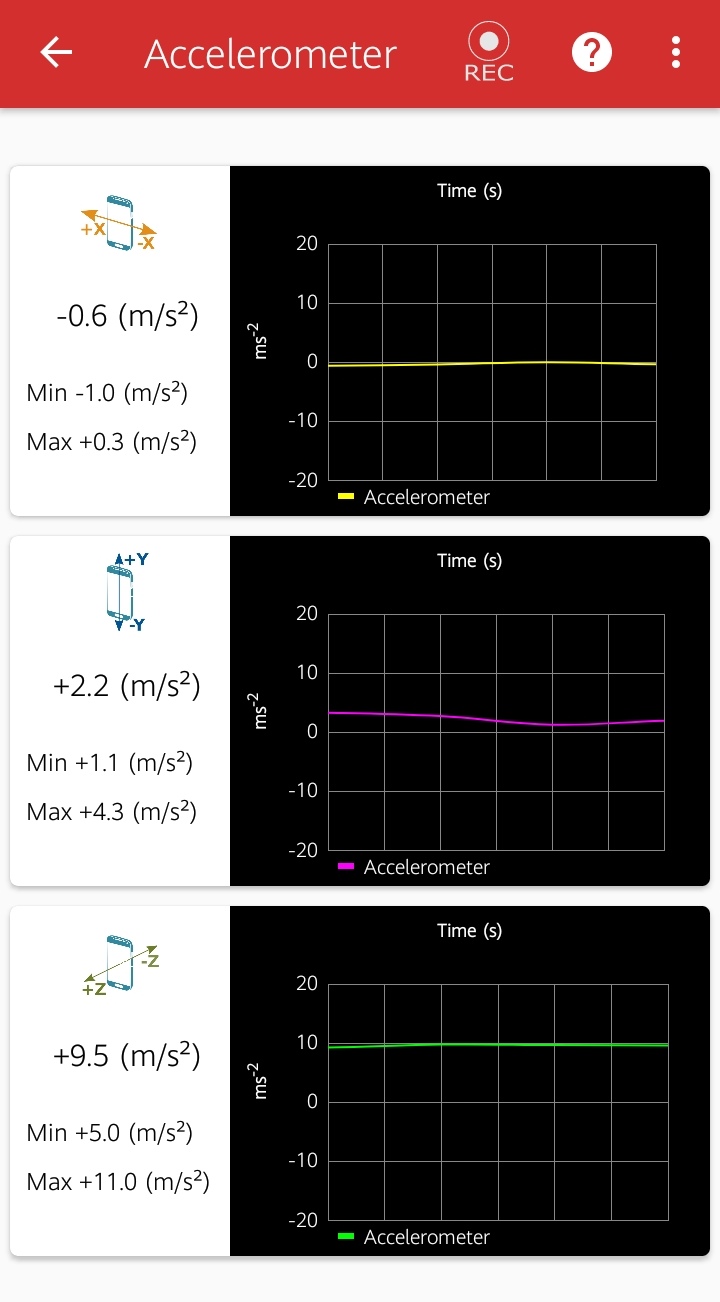 Accelerometer
REC
?
+X
-X
-0.6 (m/s²)
Min -1.0 (m/s²)
Max +0.3 (m/s²)
Time (s)
ms⁻²
20
10
0
-10
-20
Accelerometer
+Y
-Y
+2.2 (m/s²)
Min +1.1 (m/s²)
Max +4.3 (m/s²)
Time (s)
ms⁻²
20
10
0
-10
-20
Accelerometer
-Z
+Z
+9.5 (m/s²)
Min +5.0 (m/s²)
Max +11.0 (m/s²)
Time (s)
ms⁻²
20
10
0
-10
-20
Accelerometer